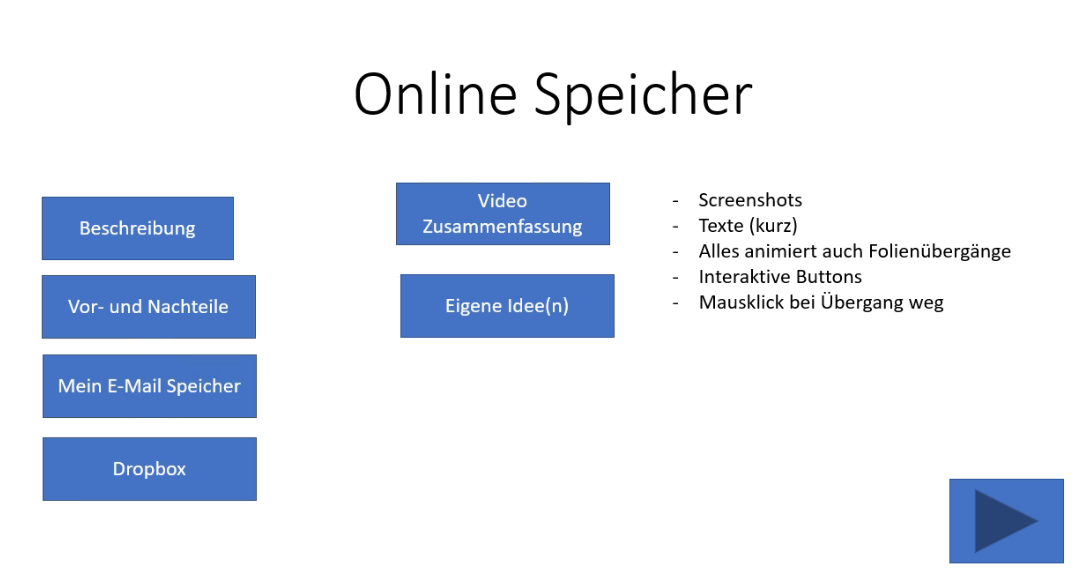 Online Speicher
Beschreibung
Vor- und Nachteile
Mein E-Mail Speicher
Dropbox
Video
Zusammenfassung
Eigene Idee(n)
- Screenshots
- Texte (kurz)
- Alles animiert auch Folienübergänge
- Interaktive Buttons
- Mausklick bei Übergang weg